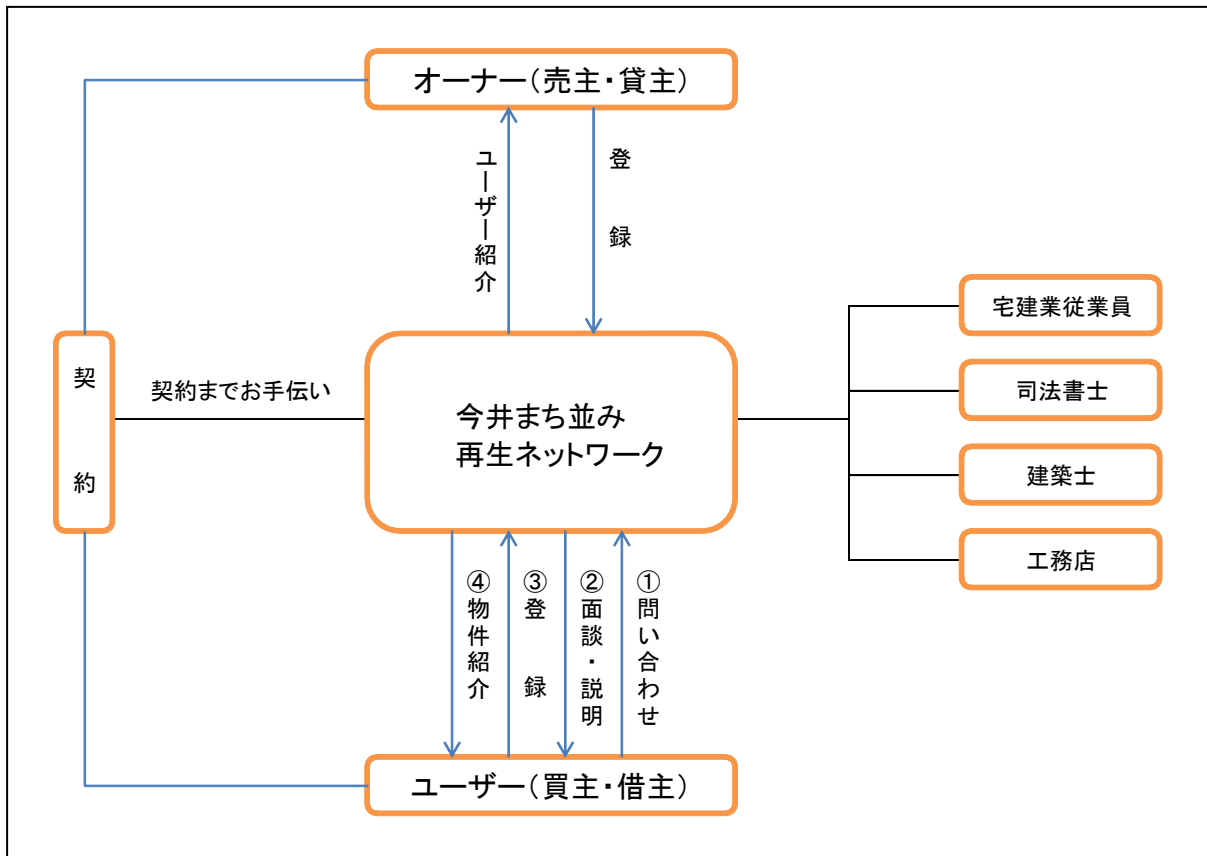 オーナー（売主・貸主）
ユーザー紹介
登録
契約
契約までお手伝い
今井まち並み
再生ネットワーク
宅建業従業員
司法書士
建築士
工務店
④物件紹介
③登録
②面談・説明
①問い合わせ
ユーザー（買主・借主）